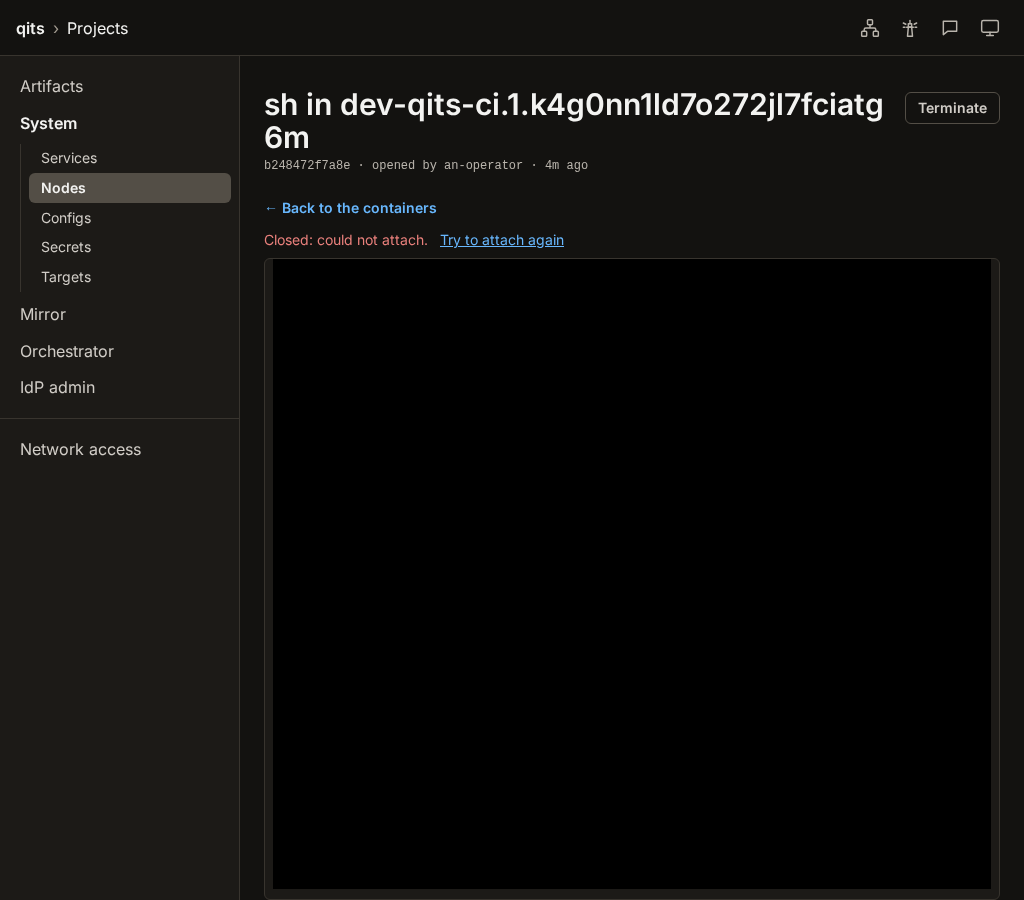 qits › Projects
Artifacts
System
Services
Nodes
Configs
Secrets
Targets
Mirror
Orchestrator
IdP admin
Network access
sh in dev-qits-ci.1.k4g0nn1ld7o272jl7fciatg
6m
Terminate
b248472f7a8e · opened by an-operator · 4m ago
← Back to the containers
Closed: could not attach. Try to attach again